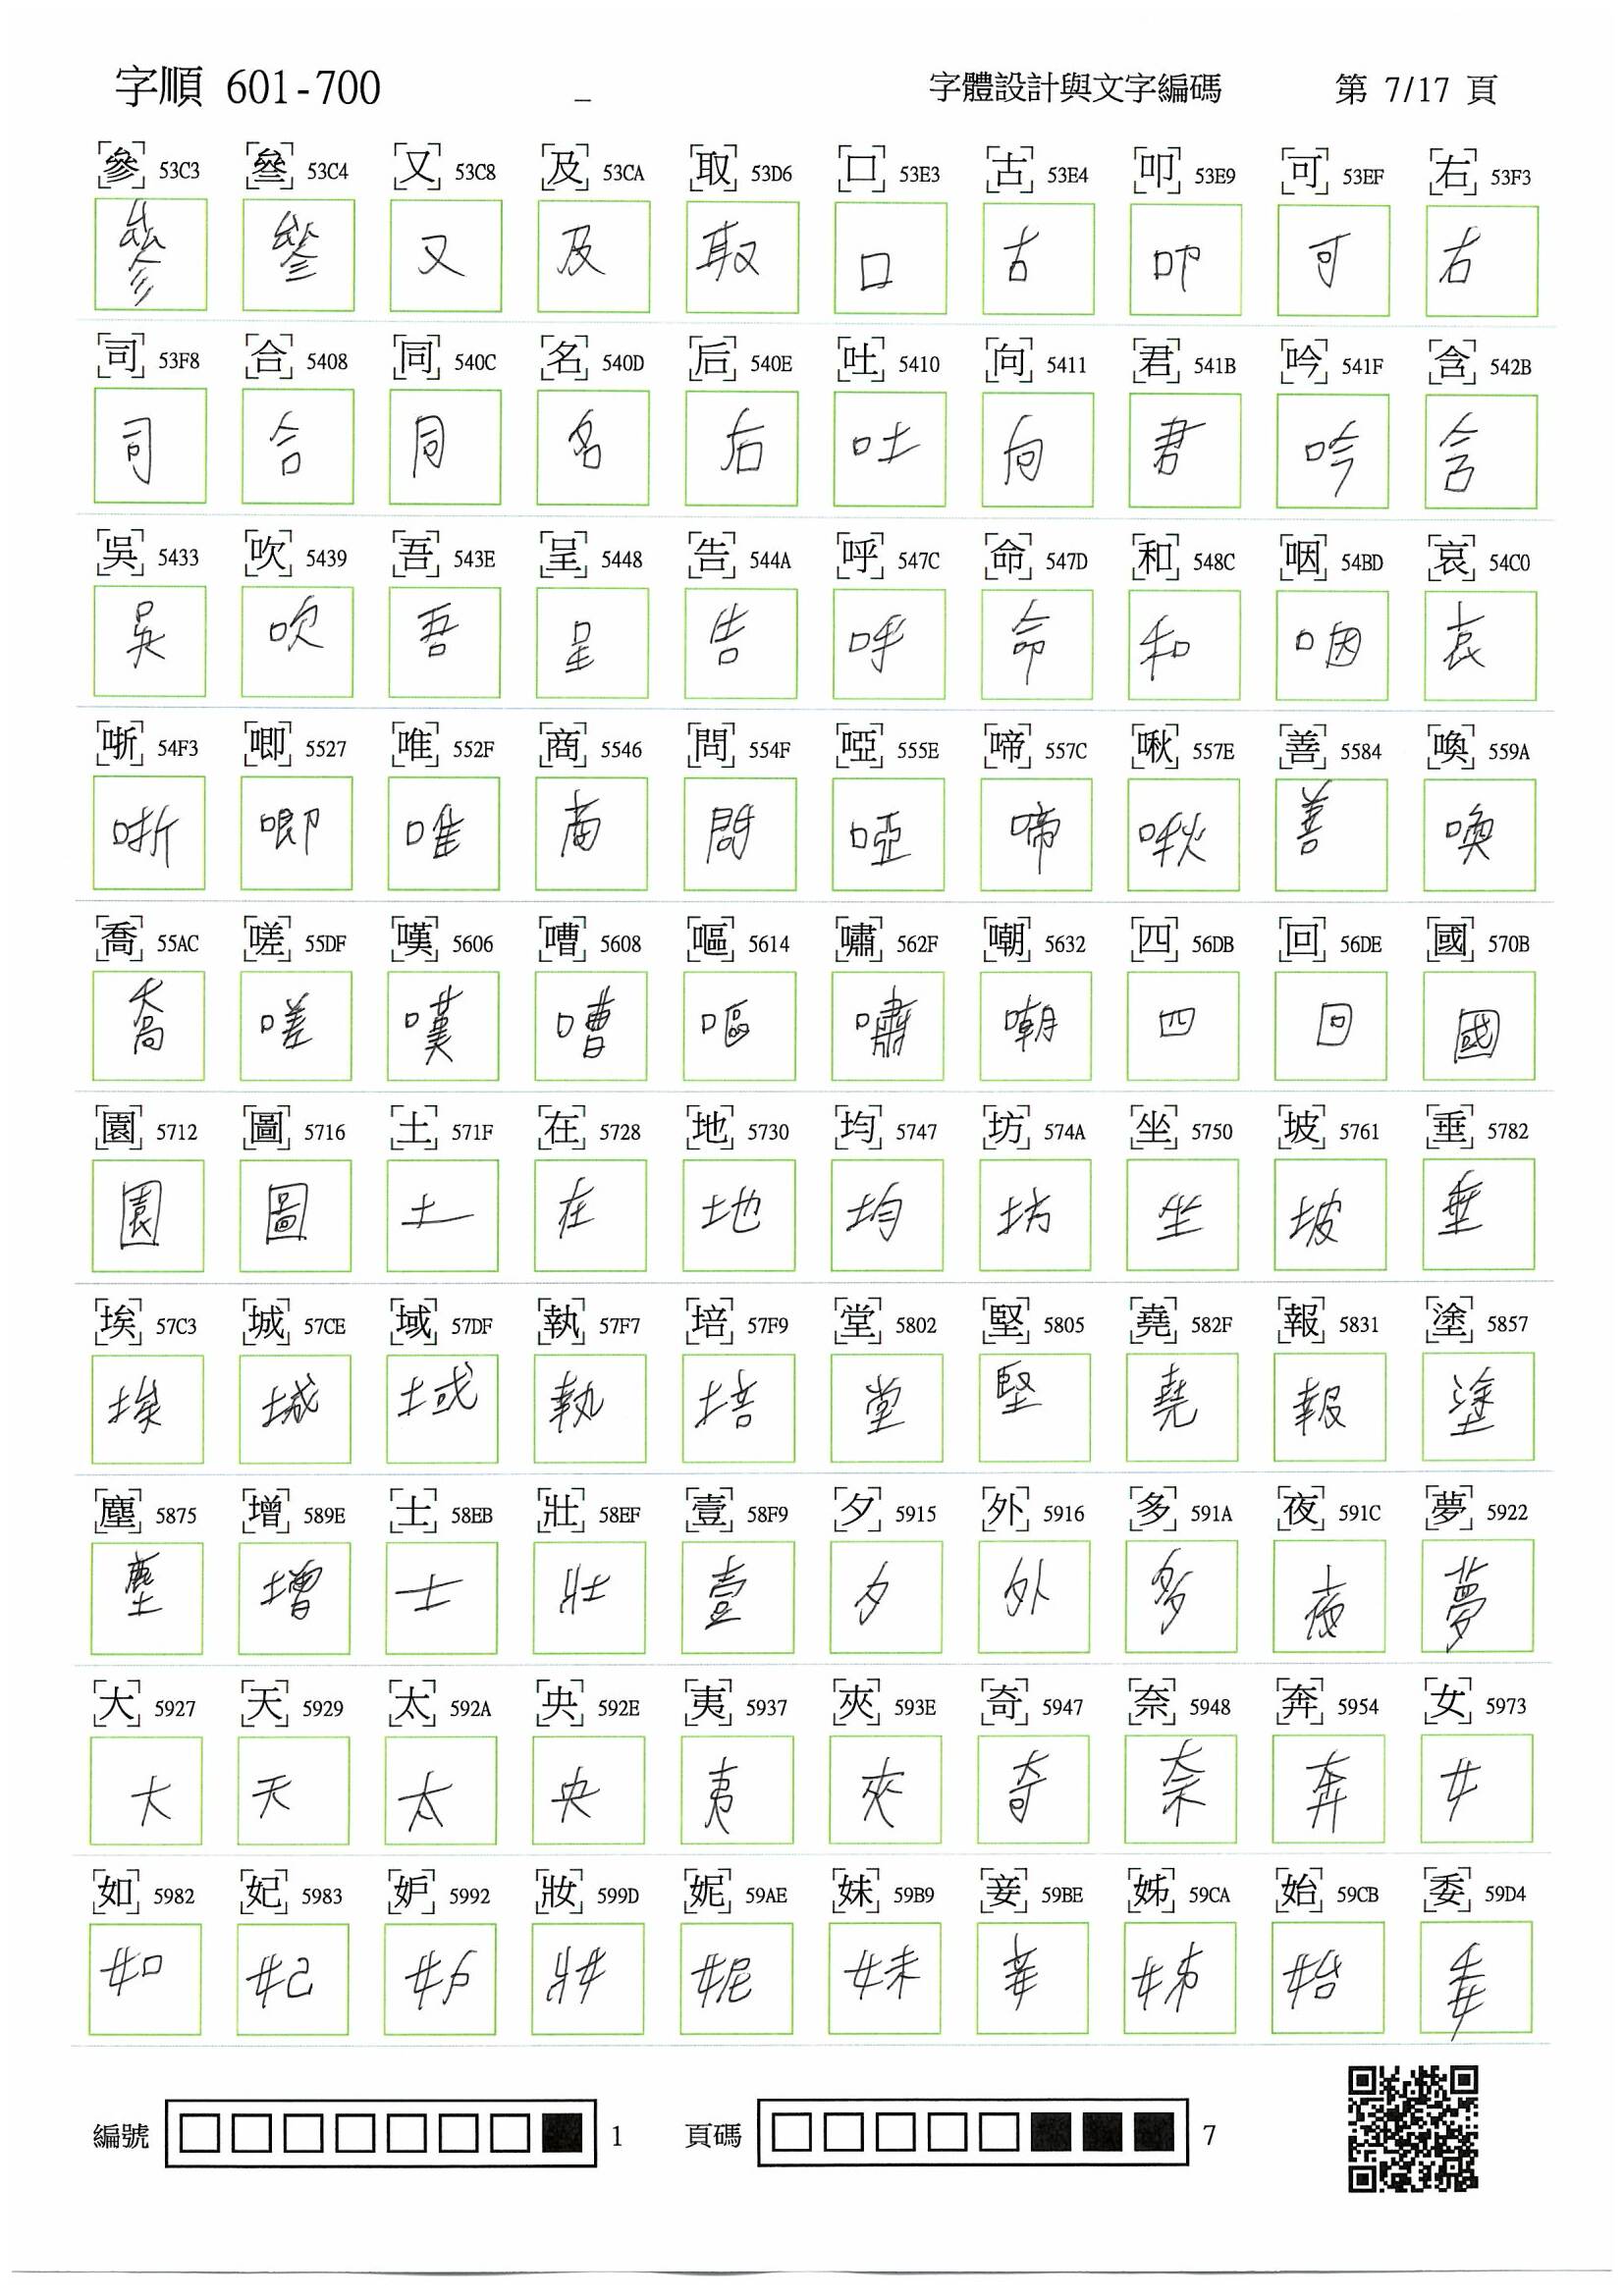 字順 601-700 _ 字體設計與文字編碼 第 7/17 頁
參 53C3 叄 53C4 又 53C8 及 53CA 取 53D6 口 53E3 古 53E4 叩 53E9 可 53EF 右 53F3
參 叄 又 及 取 口 古 叩 可 右
司 53F8 合 5408 同 540C 名 540D 后 540E 吐 5410 向 5411 君 541B 吟 541F 含 542B
司 合 同 名 后 吐 向 君 吟 含
吳 5433 吹 5439 吾 543E 呈 5448 告 544A 呼 547C 命 547D 和 548C 咽 54BD 哀 54C0
吳 吹 吾 呈 告 呼 命 和 咽 哀
哳 54F3 唧 5527 唯 552F 商 5546 問 554F 啞 555E 啼 557C 啾 557E 善 5584 喚 559A
哳 唧 唯 商 問 啞 啼 啾 善 喚
喬 55AC 嗟 55DF 嘆 5606 嘈 5608 嘔 5614 嘯 562F 嘲 5632 四 56DB 回 56DE 國 570B
喬 嗟 嘆 嘈 嘔 嘯 嘲 四 回 國
園 5712 圖 5716 土 571F 在 5728 地 5730 均 5747 坊 574A 坐 5750 坡 5761 垂 5782
園 圖 土 在 地 均 坊 坐 坡 垂
埃 57C3 城 57CE 域 57DF 執 57F7 培 57F9 堂 5802 堅 5805 堯 582F 報 5831 塗 5857
埃 城 域 執 培 堂 堅 堯 報 塗
塵 5875 增 589E 士 58EB 壯 58EF 壹 58F9 夕 5915 外 5916 多 591A 夜 591C 夢 5922
塵 增 士 壯 壹 夕 外 多 夜 夢
大 5927 天 5929 太 592A 央 592E 夷 5937 夾 593E 奇 5947 奈 5948 奔 5954 女 5973
大 天 太 央 夷 夾 奇 奈 奔 女
如 5982 妃 5983 妒 5992 妝 599D 妮 59AE 妹 59B9 妾 59BE 姊 59CA 始 59CB 委 59D4
如 妃 妒 妝 妮 妹 妾 姊 始 委
編號 1 頁碼 7